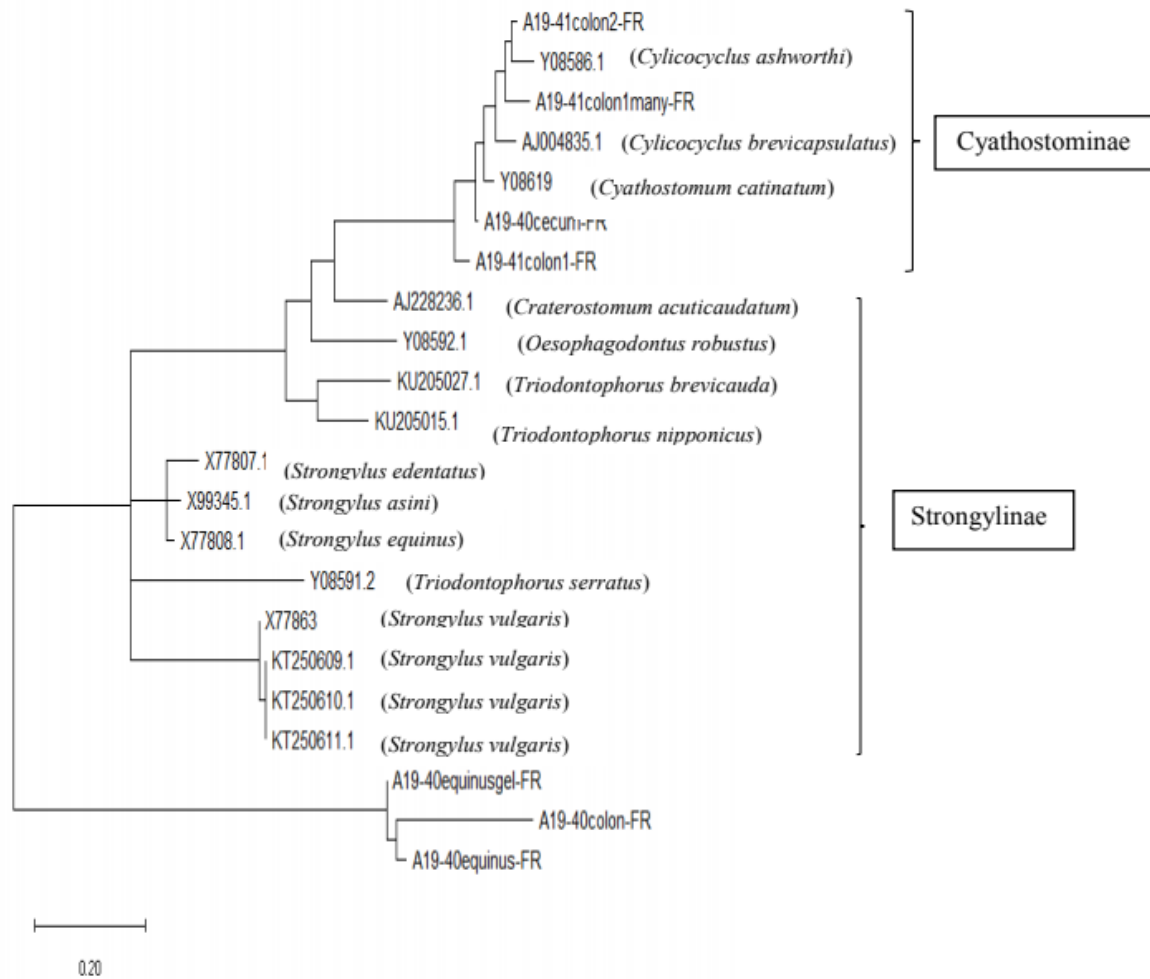 A19-41colon2-FR
Y08586.1 (Cylicocyclus ashworthi)
A19-41colon1many-FR
AJ004835.1 (Cylicocyclus brevicapsulatus)
Cyathostominae
Y08619 (Cyathostomum catinatum)
A19-41colon1-FR
AJ228236.1 (Craterostomum acuticaudatum)
Y08592.1 (Oesophagodontus robustus)
KU205027.1 (Triodontophorus brevicauda)
KU205015.1 (Triodontophorus nipponicus)
X77807.1 (Strongylus edentatus)
X99345.1 (Strongylus asini)
Strongylinae
X77808.1 (Strongylus equinus)
Y08591.2 (Triodontophorus serratus)
X77863 (Strongylus vulgaris)
KT250609.1 (Strongylus vulgaris)
KT250610.1 (Strongylus vulgaris)
KT250611.1 (Strongylus vulgaris)
A19-40equinusgel-FR
A19-40colon-FR
A19-40equinus-FR
0.20